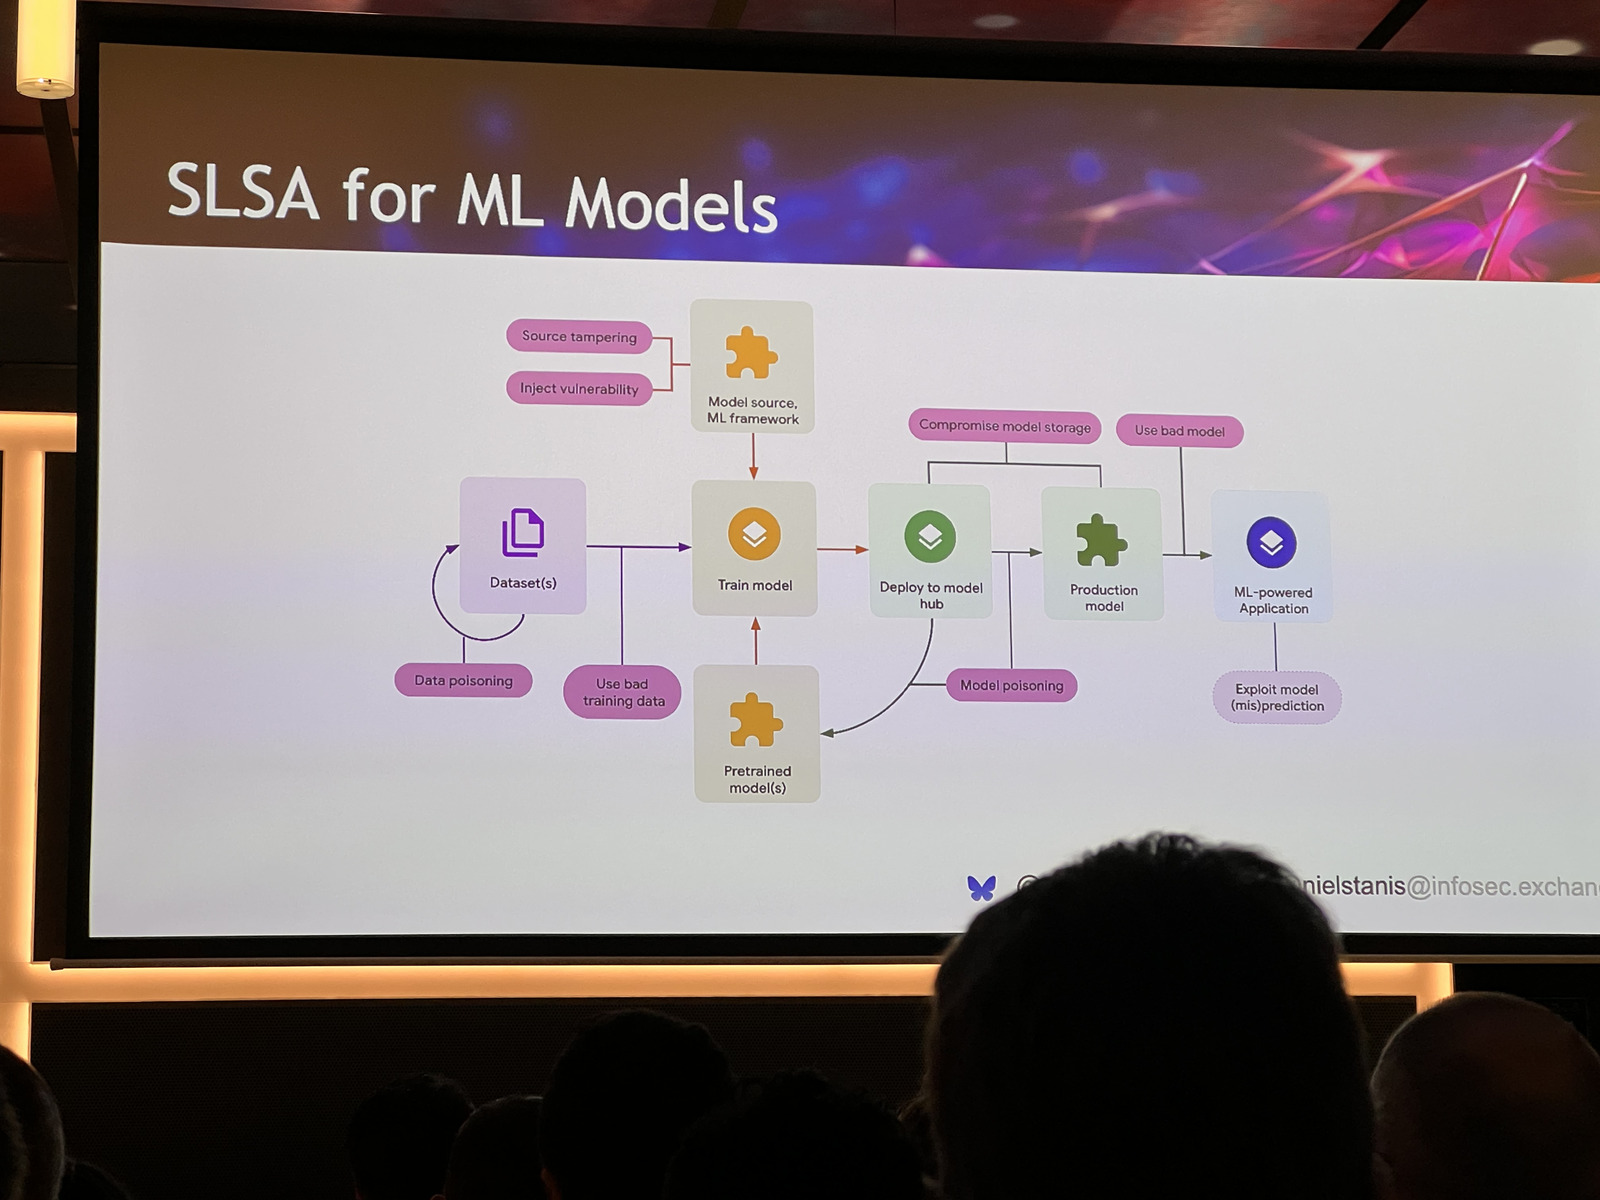 SLSA for ML Models
Source tampering
Inject vulnerability
Model source,
ML framework
Compromise model storage
Use bad model
Dataset(s)
Train model
Deploy to model
hub
Production
model
ML-powered
Application
Data poisoning
Use bad
training data
Model poisoning
Exploit model
(mis)prediction
Pretrained
model(s)
nielstanis@infosec.exchan